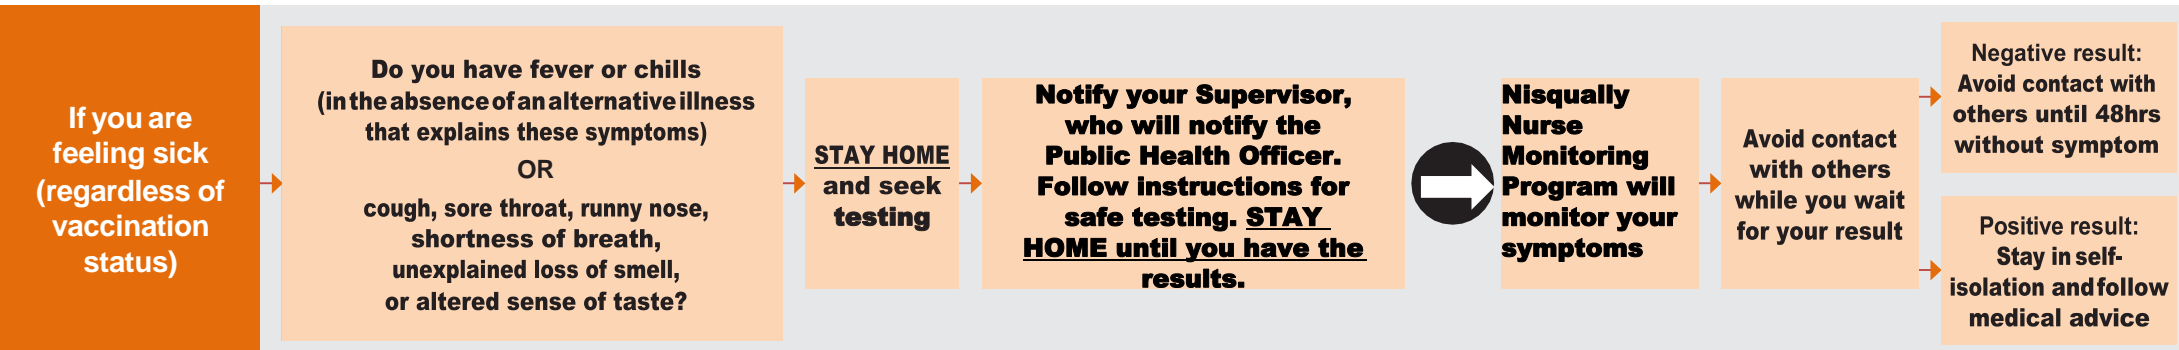 If you are
feeling sick
(regardless of
vaccination
status)
Do you have fever or chills
(in the absence of an alternative illness
that explains these symptoms)
OR
cough, sore throat, runny nose,
shortness of breath,
unexplained loss of smell,
or altered sense of taste?
STAY HOME
and seek
testing
Notify your Supervisor,
who will notify the
Public Health Officer.
Follow instructions for
safe testing. STAY
HOME until you have the
results.
Nisqually
Nurse
Monitoring
Program will
monitor your
symptoms
Avoid contact
with others
while you wait
for your result
Negative result:
Avoid contact with
others until 48hrs
without symptom
Positive result:
Stay in self-
isolation and follow
medical advice